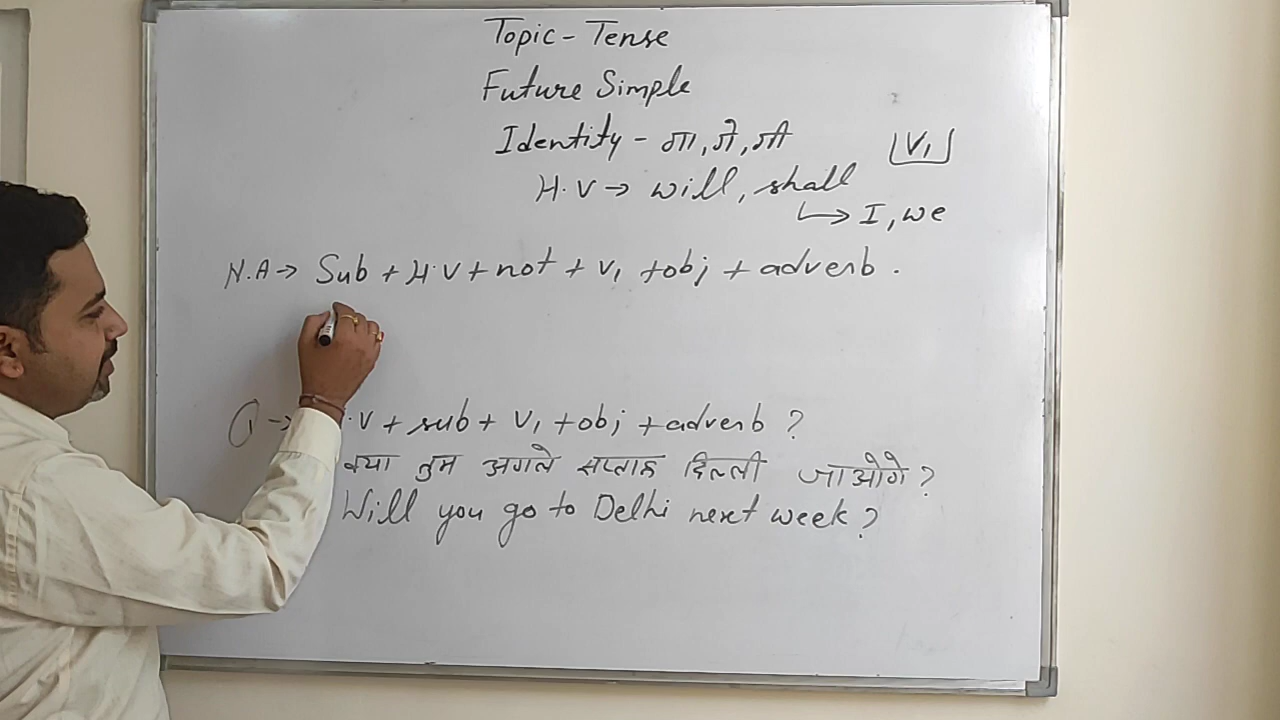 Topic - Tense
Future Simple
Identity - गा, गे, गी
V₁
H.V → will, shall
↳ I, we
N.A → Sub + H.V + not + V₁ + obj + adverb.
.V + sub + V₁ + obj + adverb ?
क्या तुम अगले सप्ताह दिल्ली जाओगे ?
Will you go to Delhi next week ?